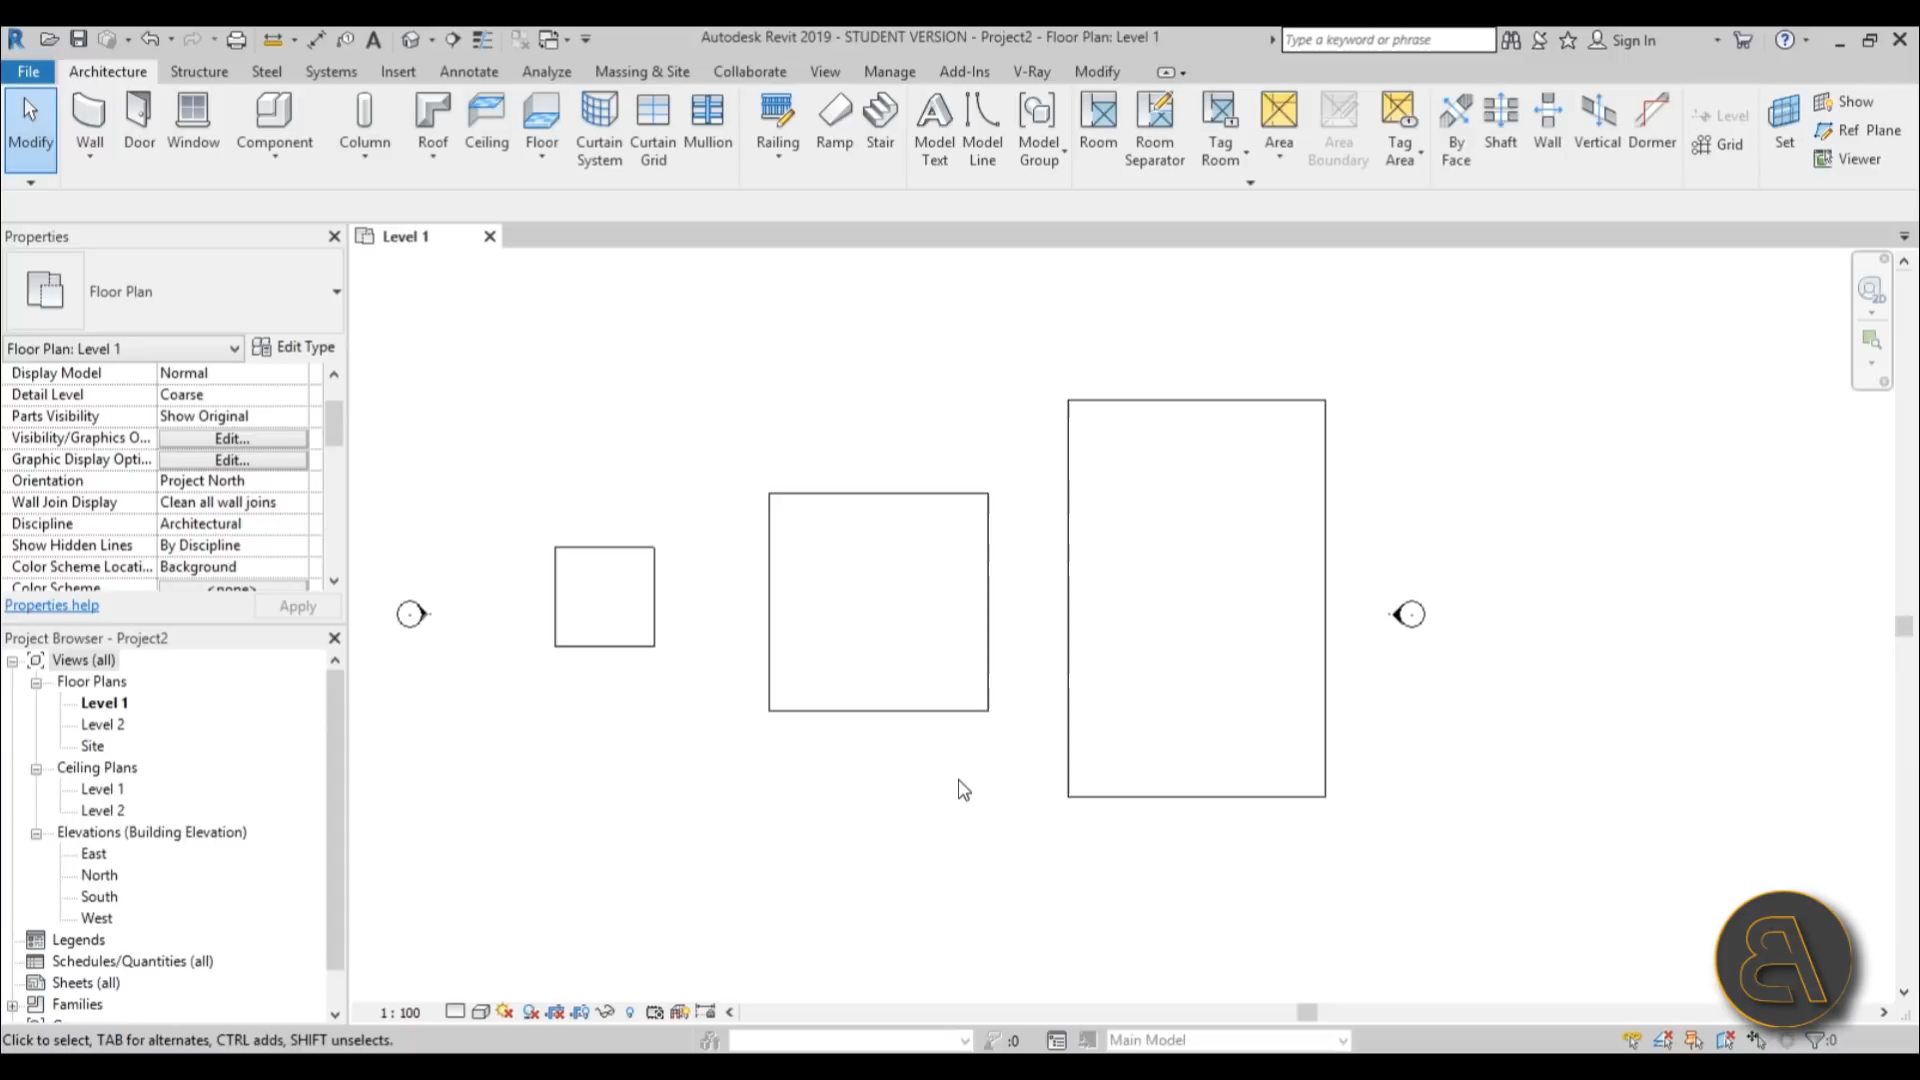 Autodesk Revit 2019 - STUDENT VERSION - Project2 - Floor Plan: Level 1
Type a keyword or phrase
Sign In
File Architecture Structure Steel Systems Insert Annotate Analyze Massing & Site Collaborate View Manage Add-Ins V-Ray Modify
Modify
Wall
Door
Window
Component
Column
Roof
Ceiling
Floor
Curtain System
Curtain Grid
Mullion
Railing
Ramp
Stair
Model Text
Model Line
Model Group
Room
Room Separator
Tag Room
Area
Area Boundary
Tag Area
By Face
Shaft
Wall
Vertical
Dormer
Level
Grid
Set
Show
Ref Plane
Viewer
Properties
Level 1
Floor Plan
Floor Plan: Level 1
Edit Type
Display Model Normal
Detail Level Coarse
Parts Visibility Show Original
Visibility/Graphics O... Edit...
Graphic Display Opti... Edit...
Orientation Project North
Wall Join Display Clean all wall joins
Discipline Architectural
Show Hidden Lines By Discipline
Color Scheme Locati... Background
Color Scheme <none>
Properties help
Apply
Project Browser - Project2
Views (all)
Floor Plans
Level 1
Level 2
Site
Ceiling Plans
Level 1
Level 2
Elevations (Building Elevation)
East
North
South
West
Legends
Schedules/Quantities (all)
Sheets (all)
Families
2D
1 : 100
Click to select, TAB for alternates, CTRL adds, SHIFT unselects.
:0
Main Model
:0